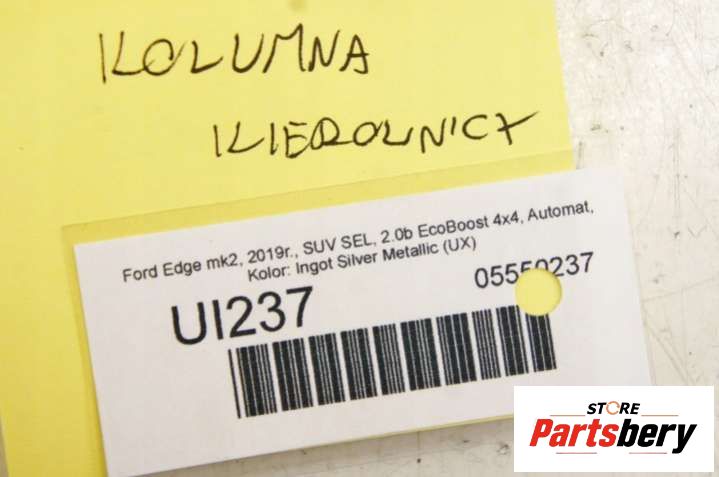 KOLUMNA
KIEROWNICY
Ford Edge mk2, 2019r., SUV SEL, 2.0b EcoBoost 4x4, Automat,
Kolor: Ingot Silver Metallic (UX)
UI237
05550237
STORE
Partsbery